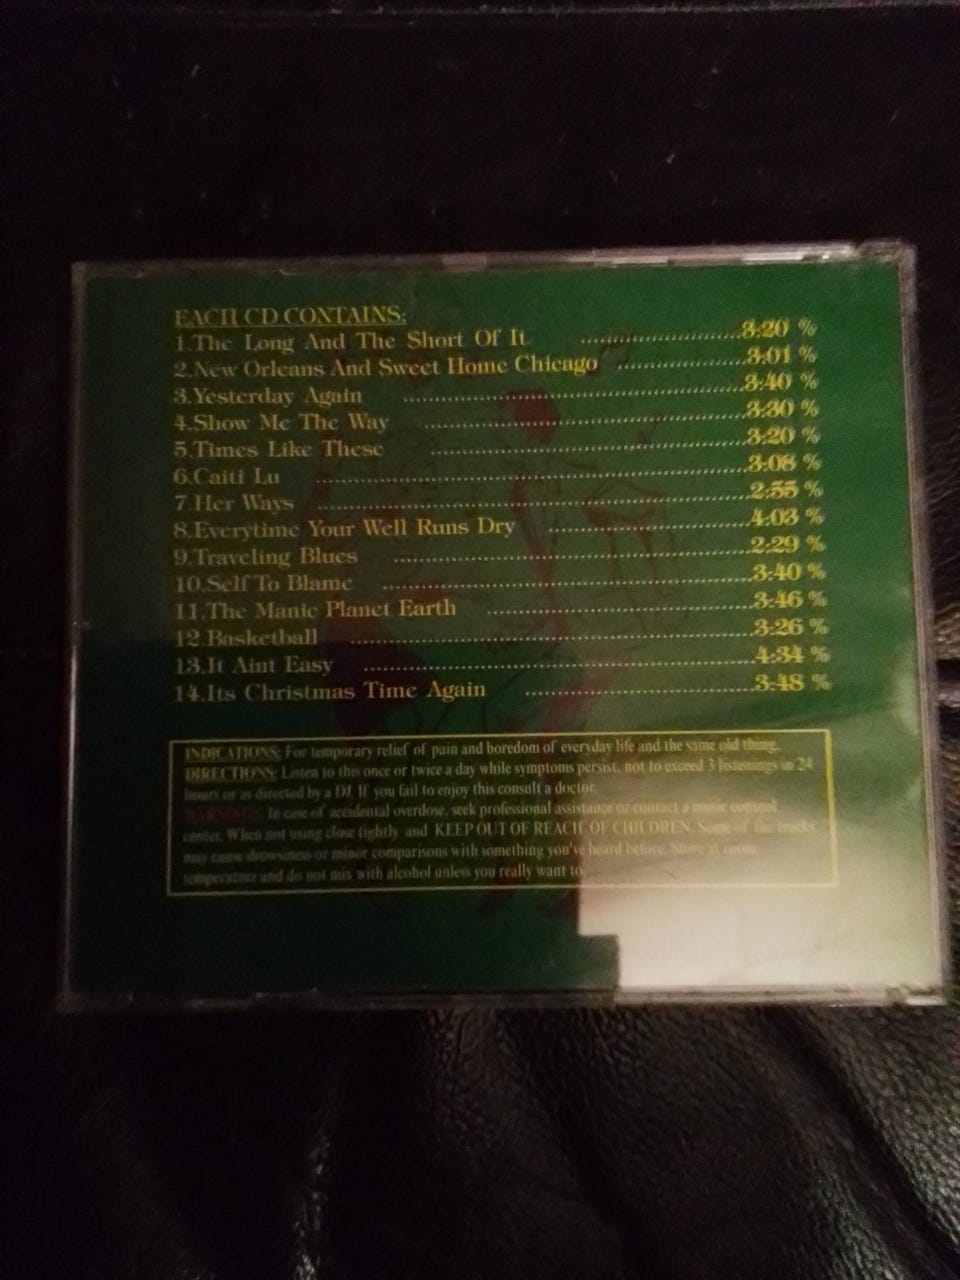 EACH CD CONTAINS:
1.The Long And The Short Of It ........................3:20 %
2.New Orleans And Sweet Home Chicago ...................3:01 %
3.Yesterday Again ....................................................3:40 %
4.Show Me The Way .................................................3:30 %
5.Times Like These ................................................3:20 %
6.Caiti Lu ..................................................................3:08 %
7.Her Ways ................................................................2:55 %
8.Everytime Your Well Runs Dry ..............................4:03 %
9.Traveling Blues ......................................................2:29 %
10.Self To Blame .......................................................3:40 %
11.The Manic Planet Earth ........................................3:46 %
12.Basketball ............................................................3:26 %
13.It Aint Easy ..........................................................4:34 %
14.Its Christmas Time Again ...................................3:48 %
INDICATIONS: For temporary relief of pain and boredom of everyday life and the same old thing.
DIRECTIONS: Listen to this once or twice a day while symptoms persist, not to exceed 3 listenings in 24
hours or as directed by a DJ. If you fail to enjoy this consult a doctor.
WARNING: In case of accidental overdose, seek professional assistance or contact a music control
center. When not using close tightly and KEEP OUT OF REACH OF CHILDREN. Some of the tracks
may cause drowsiness or minor comparisons with something you've heard before. Store at room
temperature and do not mix with alcohol unless you really want to